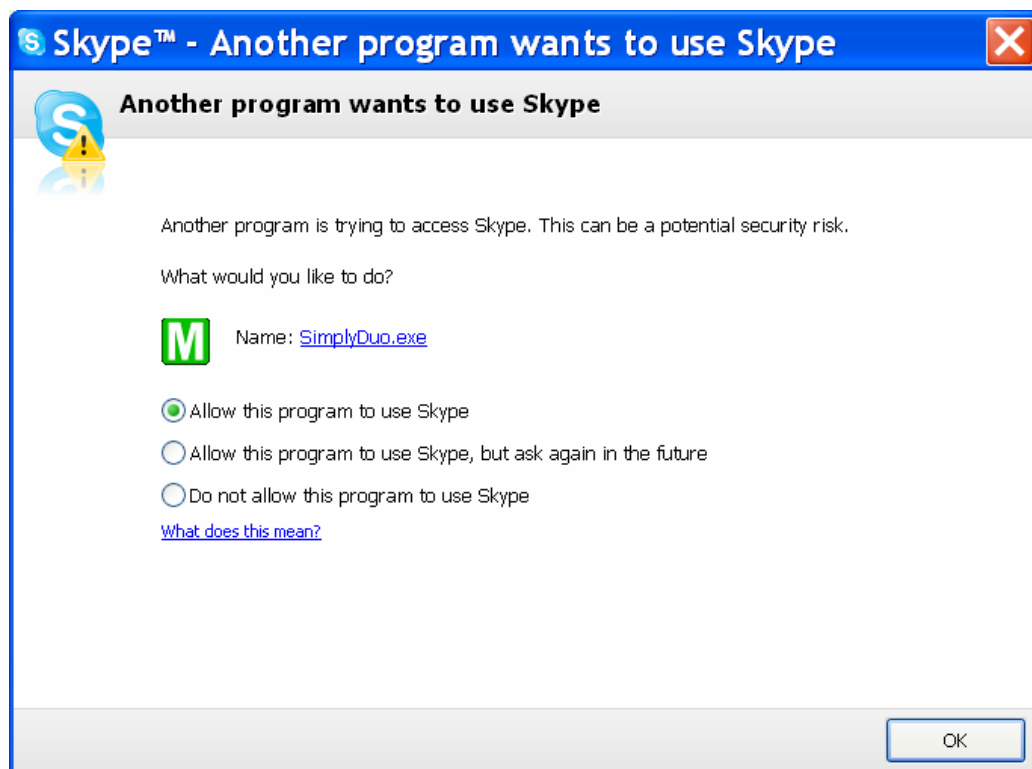 Skype™ - Another program wants to use Skype
Another program wants to use Skype
Another program is trying to access Skype. This can be a potential security risk.
What would you like to do?
M
Name: SimplyDuo.exe
Allow this program to use Skype
Allow this program to use Skype, but ask again in the future
Do not allow this program to use Skype
What does this mean?
OK